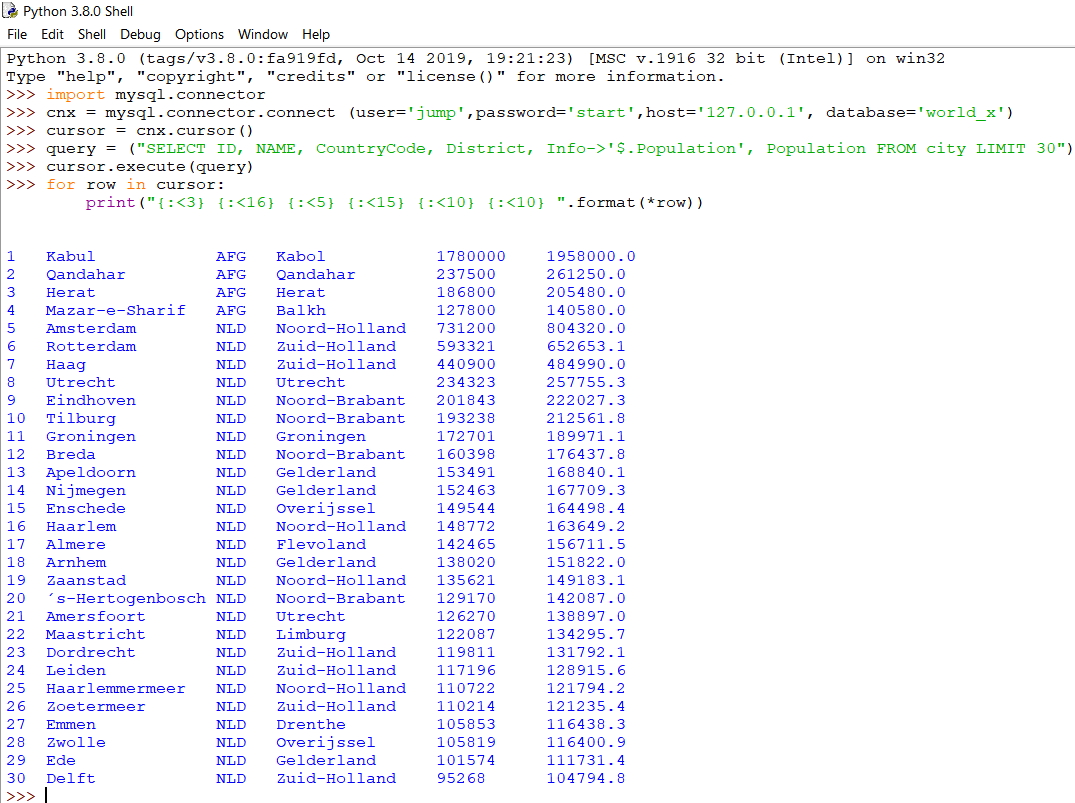 Python 3.8.0 Shell
File Edit Shell Debug Options Window Help
Python 3.8.0 (tags/v3.8.0:fa919fd, Oct 14 2019, 19:21:23) [MSC v.1916 32 bit (Intel)] on win32
Type "help", "copyright", "credits" or "license()" for more information.
>>> import mysql.connector
>>> cnx = mysql.connector.connect (user='jump',password='start',host='127.0.0.1', database='world_x')
>>> cursor = cnx.cursor()
>>> query = ("SELECT ID, NAME, CountryCode, District, Info->'$.Population', Population FROM city LIMIT 30")
>>> cursor.execute(query)
>>> for row in cursor:
        print("{:<3} {:<16} {:<5} {:<15} {:<10} {:<10} ".format(*row))
1   Kabul            AFG   Kabol           1780000    1958000.0
2   Qandahar         AFG   Qandahar        237500     261250.0
3   Herat            AFG   Herat           186800     205480.0
4   Mazar-e-Sharif   AFG   Balkh           127800     140580.0
5   Amsterdam        NLD   Noord-Holland   731200     804320.0
6   Rotterdam        NLD   Zuid-Holland    593321     652653.1
7   Haag             NLD   Zuid-Holland    440900     484990.0
8   Utrecht          NLD   Utrecht         234323     257755.3
9   Eindhoven        NLD   Noord-Brabant   201843     222027.3
10  Tilburg          NLD   Noord-Brabant   193238     212561.8
11  Groningen        NLD   Groningen       172701     189971.1
12  Breda            NLD   Noord-Brabant   160398     176437.8
13  Apeldoorn        NLD   Gelderland      153491     168840.1
14  Nijmegen         NLD   Gelderland      152463     167709.3
15  Enschede         NLD   Overijssel      149544     164498.4
16  Haarlem          NLD   Noord-Holland   148772     163649.2
17  Almere           NLD   Flevoland       142465     156711.5
18  Arnhem           NLD   Gelderland      138020     151822.0
19  Zaanstad         NLD   Noord-Holland   135621     149183.1
20  ´s-Hertogenbosch NLD   Noord-Brabant   129170     142087.0
21  Amersfoort       NLD   Utrecht         126270     138897.0
22  Maastricht       NLD   Limburg         122087     134295.7
23  Dordrecht        NLD   Zuid-Holland    119811     131792.1
24  Leiden           NLD   Zuid-Holland    117196     128915.6
25  Haarlemmermeer   NLD   Noord-Holland   110722     121794.2
26  Zoetermeer       NLD   Zuid-Holland    110214     121235.4
27  Emmen            NLD   Drenthe         105853     116438.3
28  Zwolle           NLD   Overijssel      105819     116400.9
29  Ede              NLD   Gelderland      101574     111731.4
30  Delft            NLD   Zuid-Holland    95268      104794.8
>>>